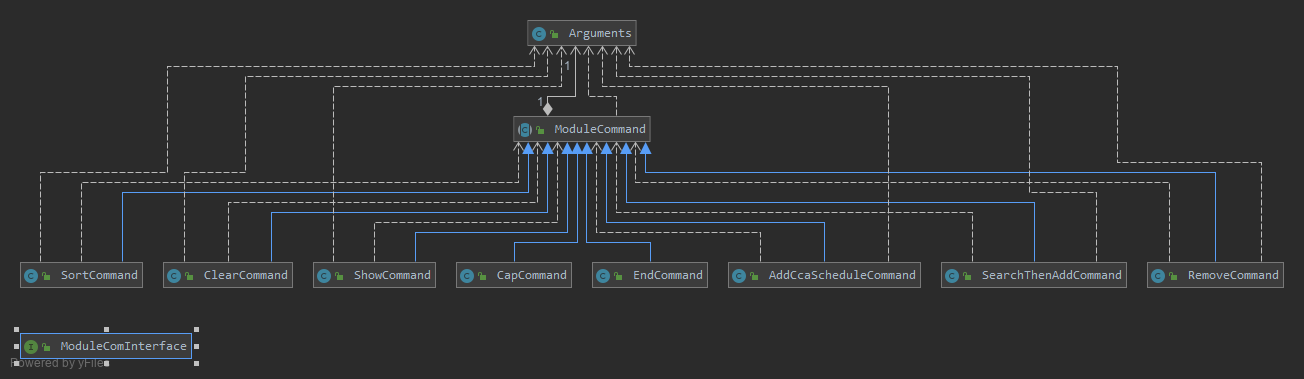 Arguments
1
1
ModuleCommand
SortCommand
ClearCommand
ShowCommand
CapCommand
EndCommand
AddCcaScheduleCommand
SearchThenAddCommand
RemoveCommand
ModuleComInterface
Powered by yFiles